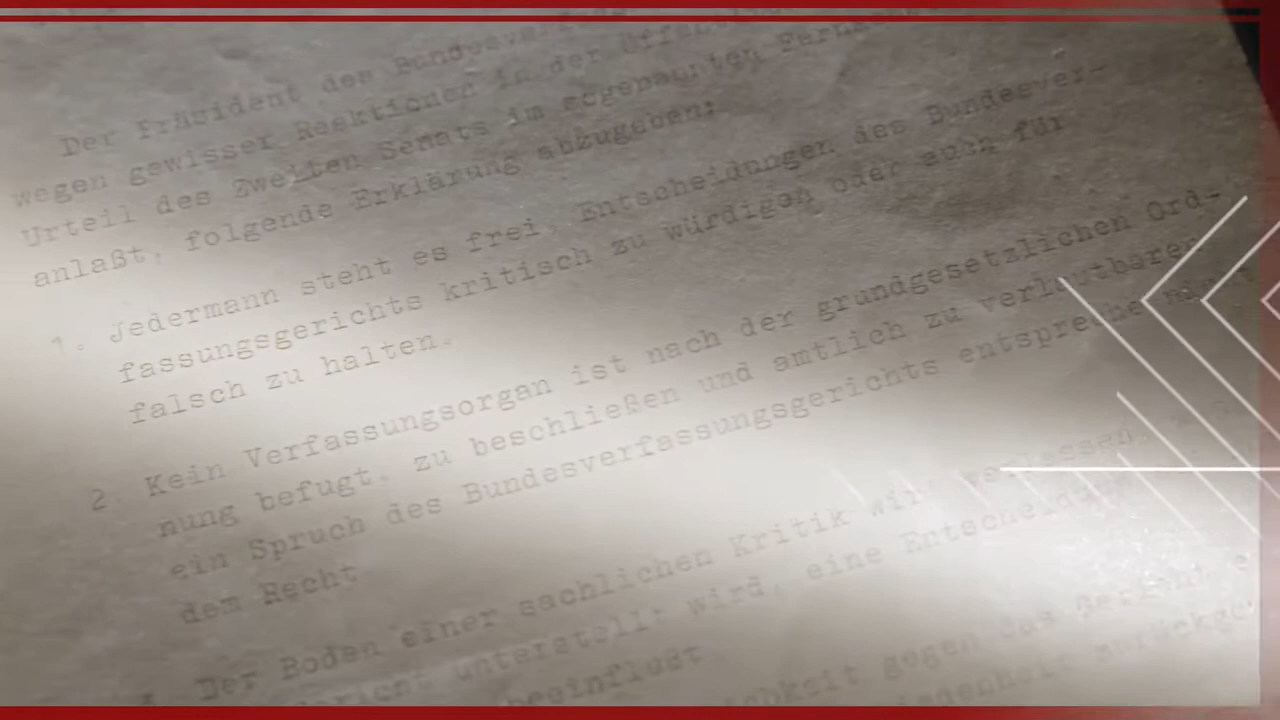 Der Präsident des
wegen gewisser Reaktionen in der
Urteil des Zweiten Senats im sogenannten
anlaßt, folgende Erklärung abzugeben:
1. Jedermann steht es frei, Entscheidungen des Bundesver-
fassungsgerichts kritisch zu würdigen oder auch für
falsch zu halten.
2. Kein Verfassungsorgan ist nach der grundgesetzlichen Ord-
nung befugt, zu beschließen und amtlich zu verlautbaren,
ein Spruch des Bundesverfassungsgerichts entspreche nicht
dem Recht
Der Boden einer sachlichen Kritik wird verlassen,
unterstellt wird, eine Entscheidung
beeinflußt
gegen das Gericht